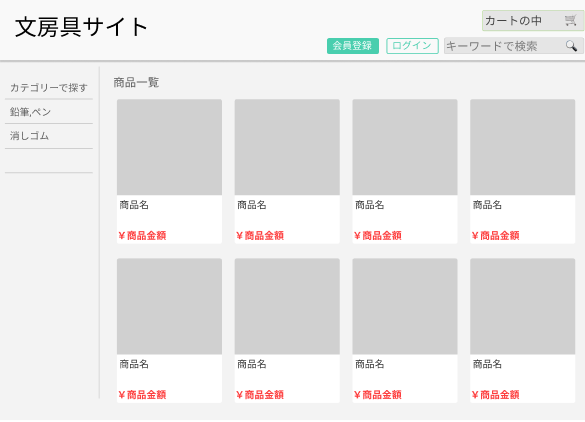 文房具サイト
カートの中
会員登録
ログイン
キーワードで検索
カテゴリーで探す
鉛筆,ペン
消しゴム
商品一覧
商品名
¥商品金額
商品名
¥商品金額
商品名
¥商品金額
商品名
¥商品金額
商品名
¥商品金額
商品名
¥商品金額
商品名
¥商品金額
商品名
¥商品金額